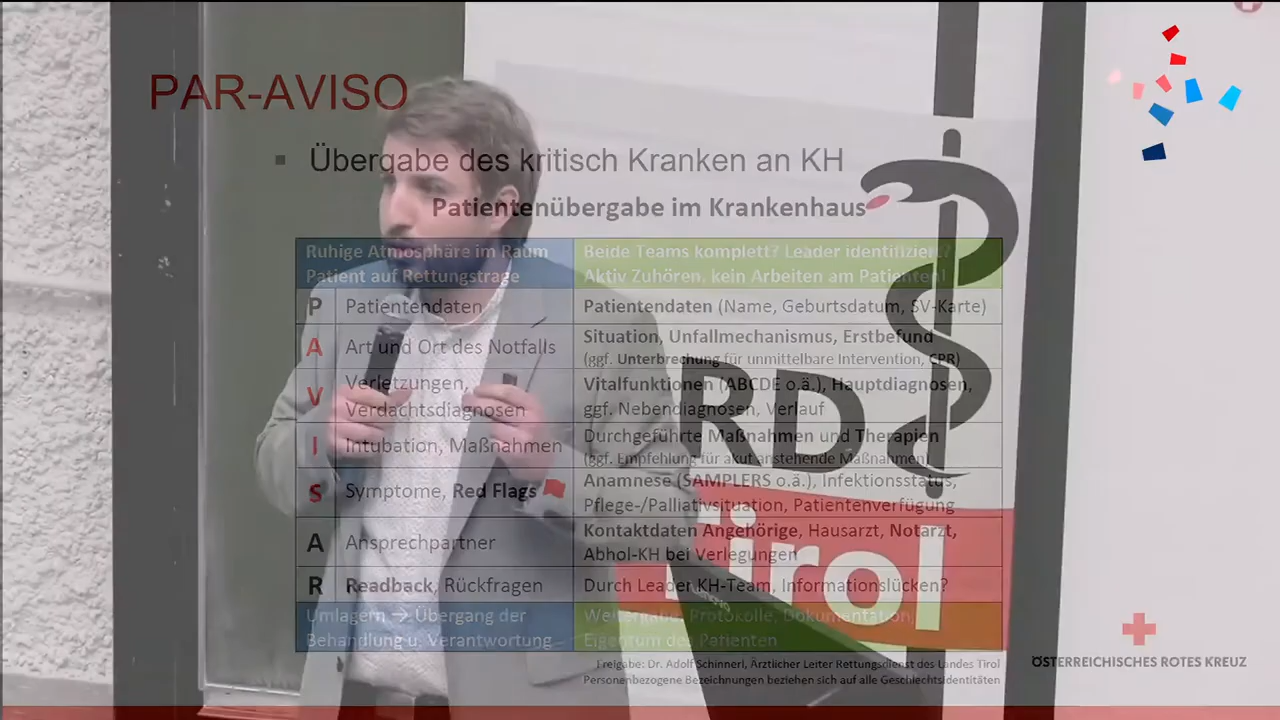 PAR-AVISO
Übergabe des kritisch Kranken an KH
Patientenübergabe im Krankenhaus
Ruhige Atmosphäre im Raum
Patient auf Rettungstrage
Beide Teams komplett? Leader identifiziert?
Aktiv Zuhören, kein Arbeiten am Patienten!
P Patientendaten
Patientendaten (Name, Geburtsdatum, SV-Karte)
A Art und Ort des Notfalls
Situation, Unfallmechanismus, Erstbefund
(ggf. Unterbrechung für unmittelbare Intervention, CPR)
V Verletzungen,
Verdachtsdiagnosen
Vitalfunktionen (ABCDE o.ä.), Hauptdiagnosen,
ggf. Nebendiagnosen, Verlauf
I Intubation, Maßnahmen
Durchgeführte Maßnahmen und Therapien
(ggf. Empfehlung für akut anstehende Maßnahmen)
S Symptome, Red Flags
Anamnese (SAMPLERS o.ä.), Infektionsstatus,
Pflege-/Palliativsituation, Patientenverfügung
A Ansprechpartner
Kontaktdaten Angehörige, Hausarzt, Notarzt,
Abhol-KH bei Verlegungen
R Readback, Rückfragen
Durch Leader KH-Team, Informationslücken?
Umlagern → Übergang der
Behandlung u. Verantwortung
Weitergabe: Protokolle, Dokumentation,
Eigentum des Patienten
Freigabe: Dr. Adolf Schinnerl, Ärztlicher Leiter Rettungsdienst des Landes Tirol
Personenbezogene Bezeichnungen beziehen sich auf alle Geschlechtsidentitäten
RD
Tirol
ÖSTERREICHISCHES ROTES KREUZ